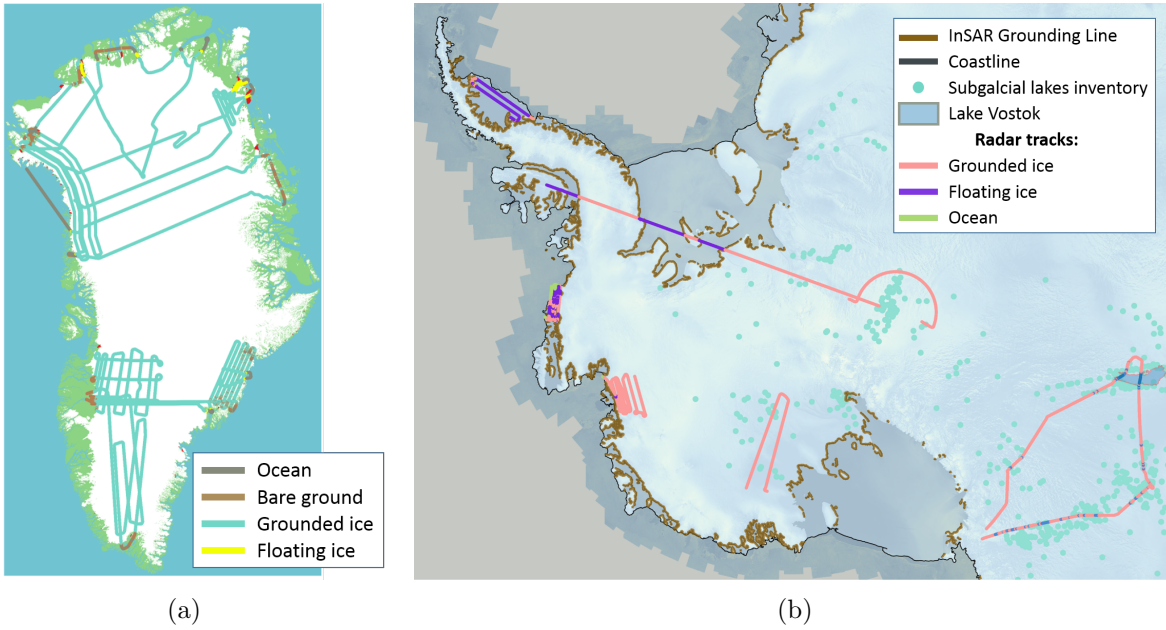 Ocean
Bare ground
Grounded ice
Floating ice
(a)
InSAR Grounding Line
Coastline
Subgalcial lakes inventory
Lake Vostok
Radar tracks:
Grounded ice
Floating ice
Ocean
(b)